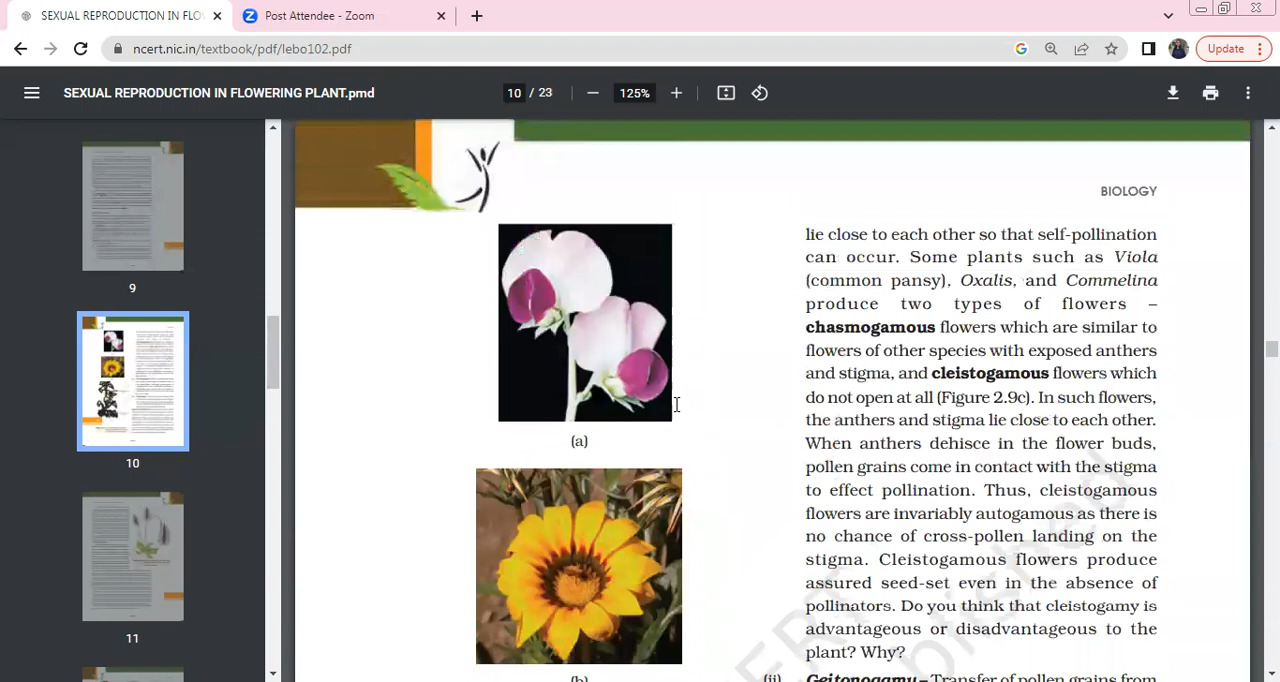 SEXUAL REPRODUCTION IN FLO
Post Attendee - Zoom
ncert.nic.in/textbook/pdf/lebo102.pdf
Update
SEXUAL REPRODUCTION IN FLOWERING PLANT.pmd
10 / 23
125%
9
10
11
BIOLOGY
(a)
(b)
lie close to each other so that self-pollination
can occur. Some plants such as Viola
(common pansy), Oxalis, and Commelina
produce two types of flowers –
chasmogamous flowers which are similar to
flowers of other species with exposed anthers
and stigma, and cleistogamous flowers which
do not open at all (Figure 2.9c). In such flowers,
the anthers and stigma lie close to each other.
When anthers dehisce in the flower buds,
pollen grains come in contact with the stigma
to effect pollination. Thus, cleistogamous
flowers are invariably autogamous as there is
no chance of cross-pollen landing on the
stigma. Cleistogamous flowers produce
assured seed-set even in the absence of
pollinators. Do you think that cleistogamy is
advantageous or disadvantageous to the
plant? Why?
(ii) Geitonogamy – Transfer of pollen grains from